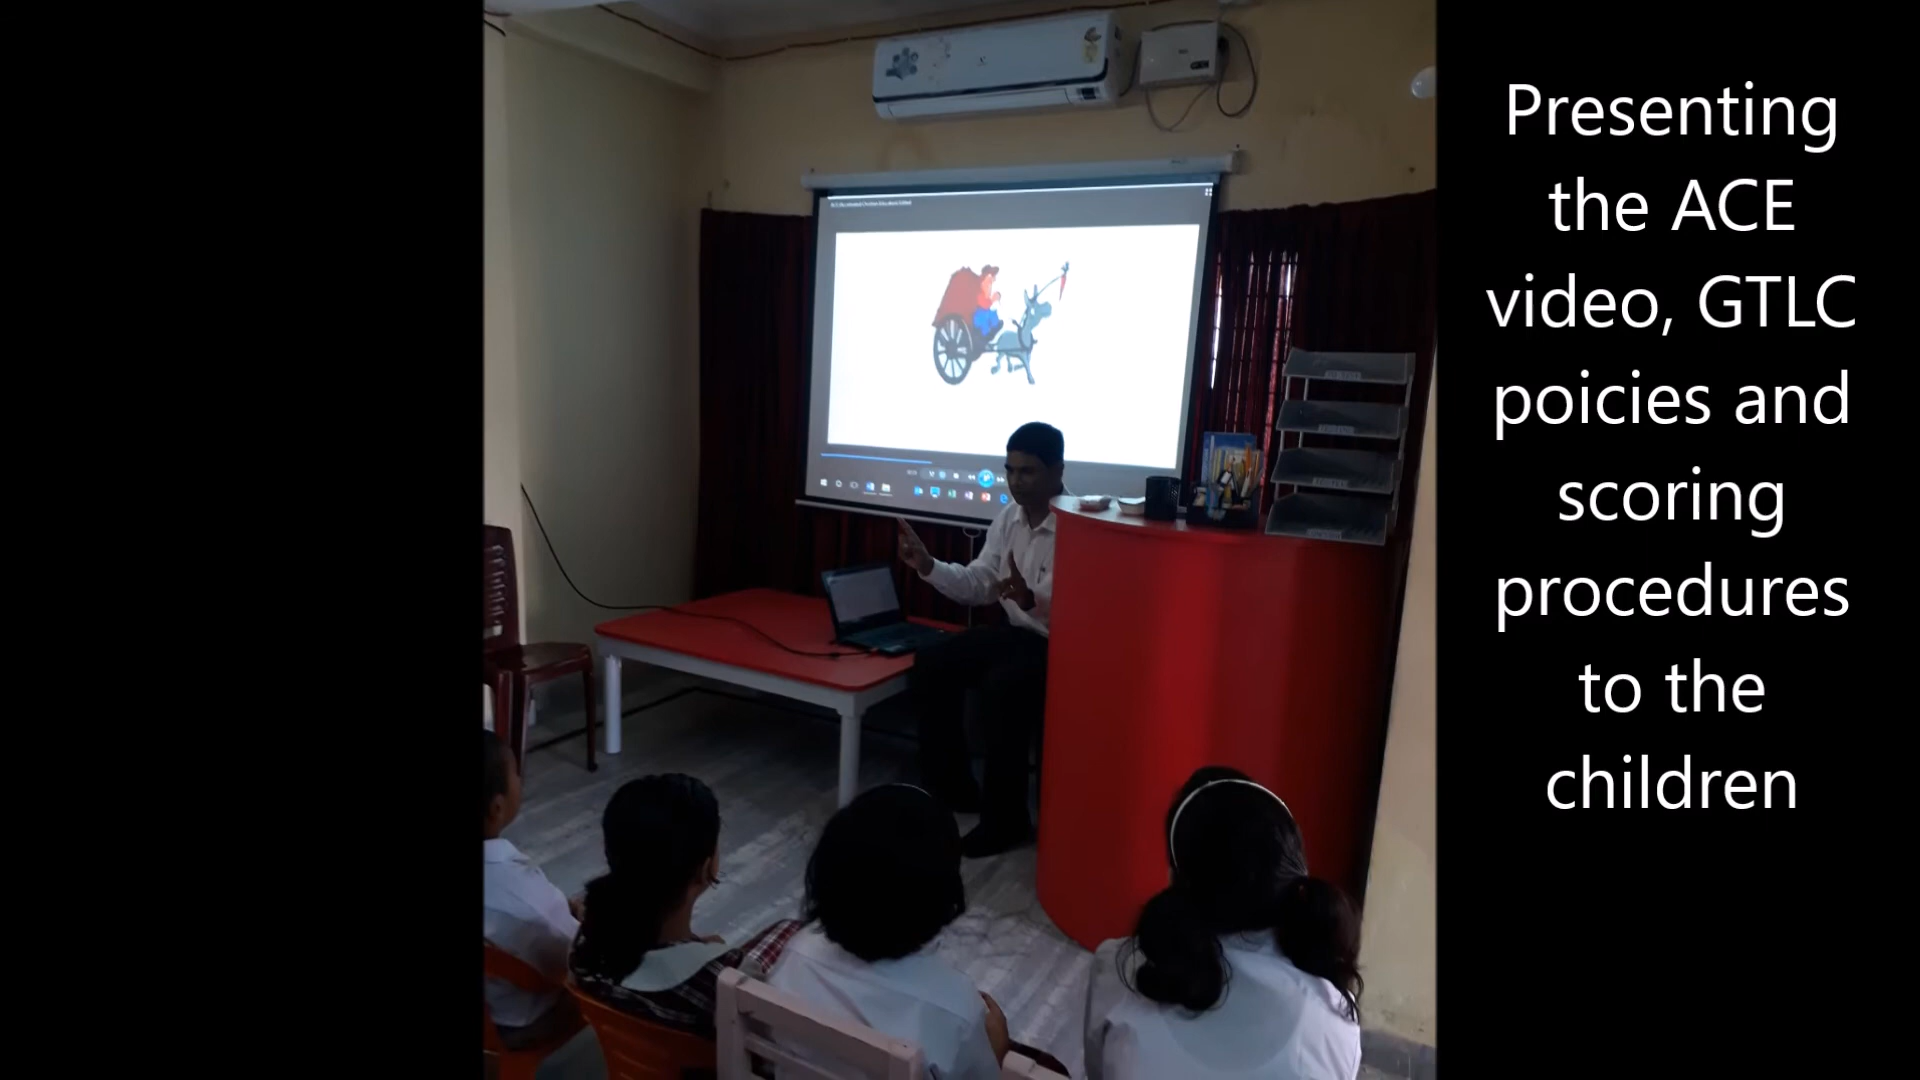 Presenting
the ACE
video, GTLC
poicies and
scoring
procedures
to the
children